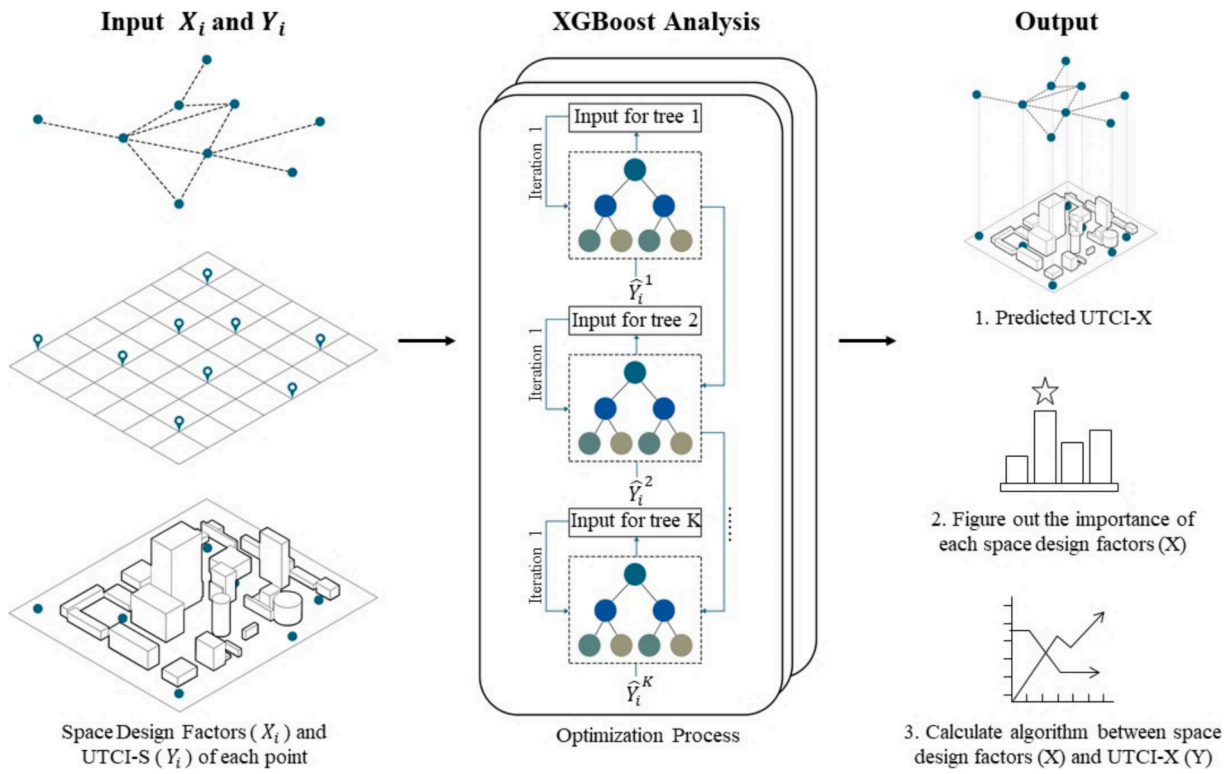 Input X_i and Y_i
XGBoost Analysis
Output
Input for tree 1
Iteration 1
Ŷ_i^1
Input for tree 2
Iteration 1
Ŷ_i^2
Input for tree K
Iteration 1
Ŷ_i^K
Space Design Factors ( X_i ) and
UTCI-S ( Y_i ) of each point
Optimization Process
1. Predicted UTCI-X
2. Figure out the importance of
each space design factors (X)
3. Calculate algorithm between space
design factors (X) and UTCI-X (Y)